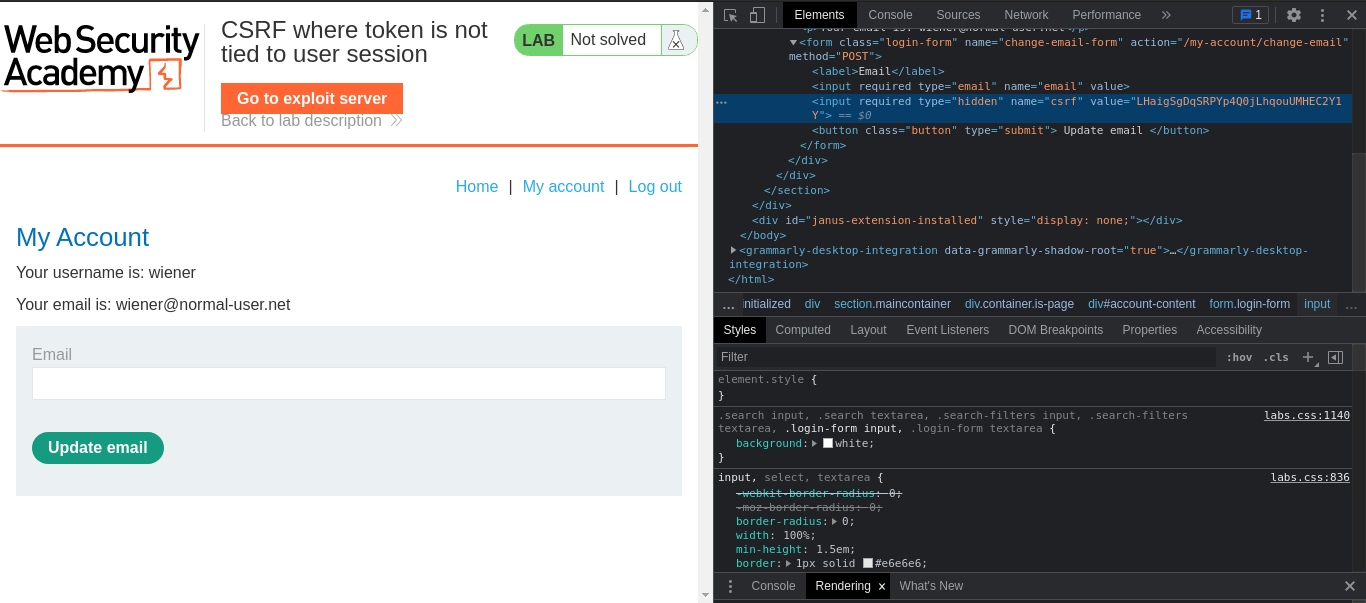 Web Security
Academy
CSRF where token is not
tied to user session
LAB Not solved
Go to exploit server
Back to lab description
Home | My account | Log out
My Account
Your username is: wiener
Your email is: wiener@normal-user.net
Email
Update email
Elements Console Sources Network Performance 1
<form class="login-form" name="change-email-form" action="/my-account/change-email"
method="POST">
<label>Email</label>
<input required type="email" name="email" value>
<input required type="hidden" name="csrf" value="LHaigSgDqSRPYp4Q0jLhqouUMHEC2Y1
Y"> == $0
<button class="button" type="submit"> Update email </button>
</form>
</div>
</div>
</section>
</div>
<div id="janus-extension-installed" style="display: none;"></div>
</body>
<grammarly-desktop-integration data-grammarly-shadow-root="true">…</grammarly-desktop-
integration>
</html>
... nitialized div section.maincontainer div.container.is-page div#account-content form.login-form input ...
Styles Computed Layout Event Listeners DOM Breakpoints Properties Accessibility
Filter :hov .cls +
element.style {
}
.search input, .search textarea, .search-filters input, .search-filters labs.css:1140
textarea, .login-form input, .login-form textarea {
background: white;
}
input, select, textarea { labs.css:836
-webkit-border-radius: 0;
-moz-border-radius: 0;
border-radius: 0;
width: 100%;
min-height: 1.5em;
border: 1px solid #e6e6e6;
Console Rendering × What's New